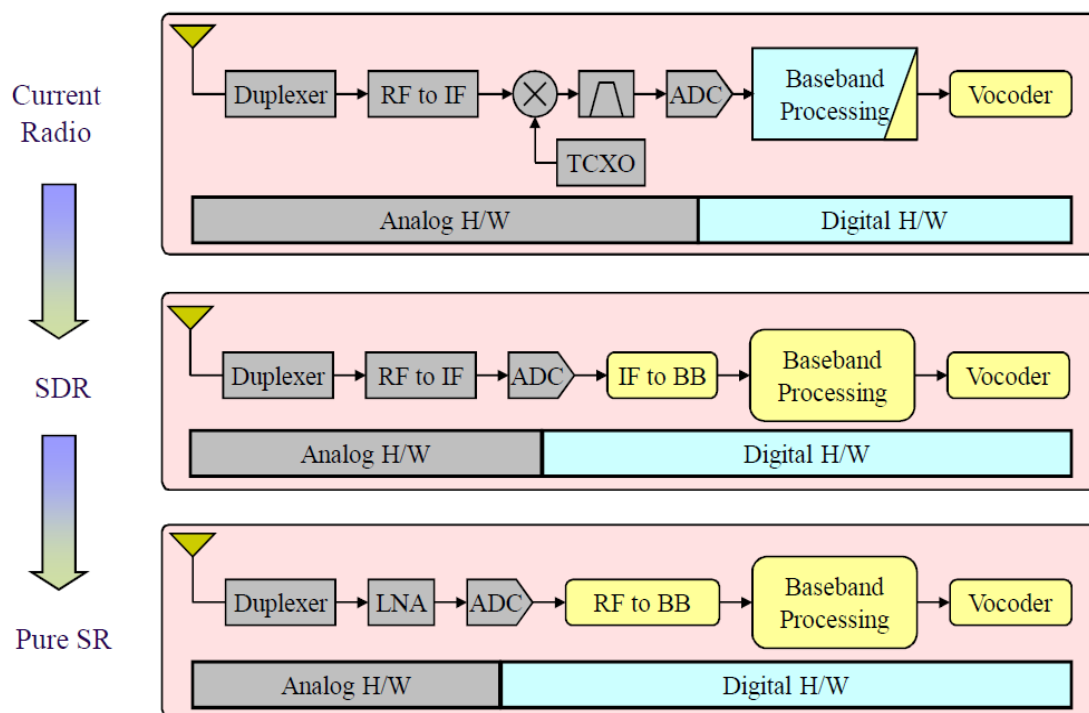 Current
Radio
Duplexer
RF to IF
ADC
Baseband
Processing
Vocoder
TCXO
Analog H/W
Digital H/W
SDR
Duplexer
RF to IF
ADC
IF to BB
Baseband
Processing
Vocoder
Analog H/W
Digital H/W
Pure SR
Duplexer
LNA
ADC
RF to BB
Baseband
Processing
Vocoder
Analog H/W
Digital H/W